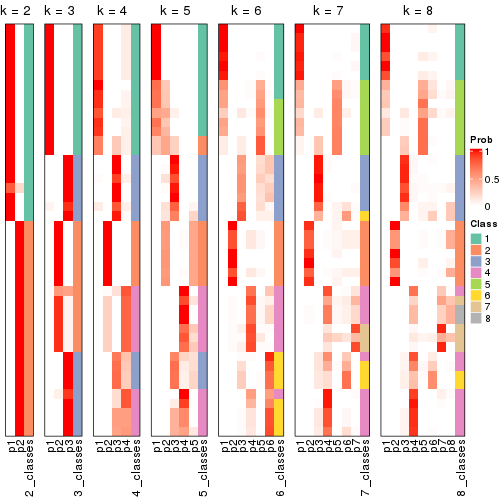 k = 2 k = 3 k = 4 k = 5 k = 6 k = 7 k = 8
Prob
1
0.5
0
Class
1
2
3
4
5
6
7
8
p1 p2 2_classes
p1 p2 p3 3_classes
p1 p2 p3 p4 4_classes
p1 p2 p3 p4 p5 5_classes
p1 p2 p3 p4 p5 p6 6_classes
p1 p2 p3 p4 p5 p6 p7 7_classes
p1 p2 p3 p4 p5 p6 p7 p8 8_classes